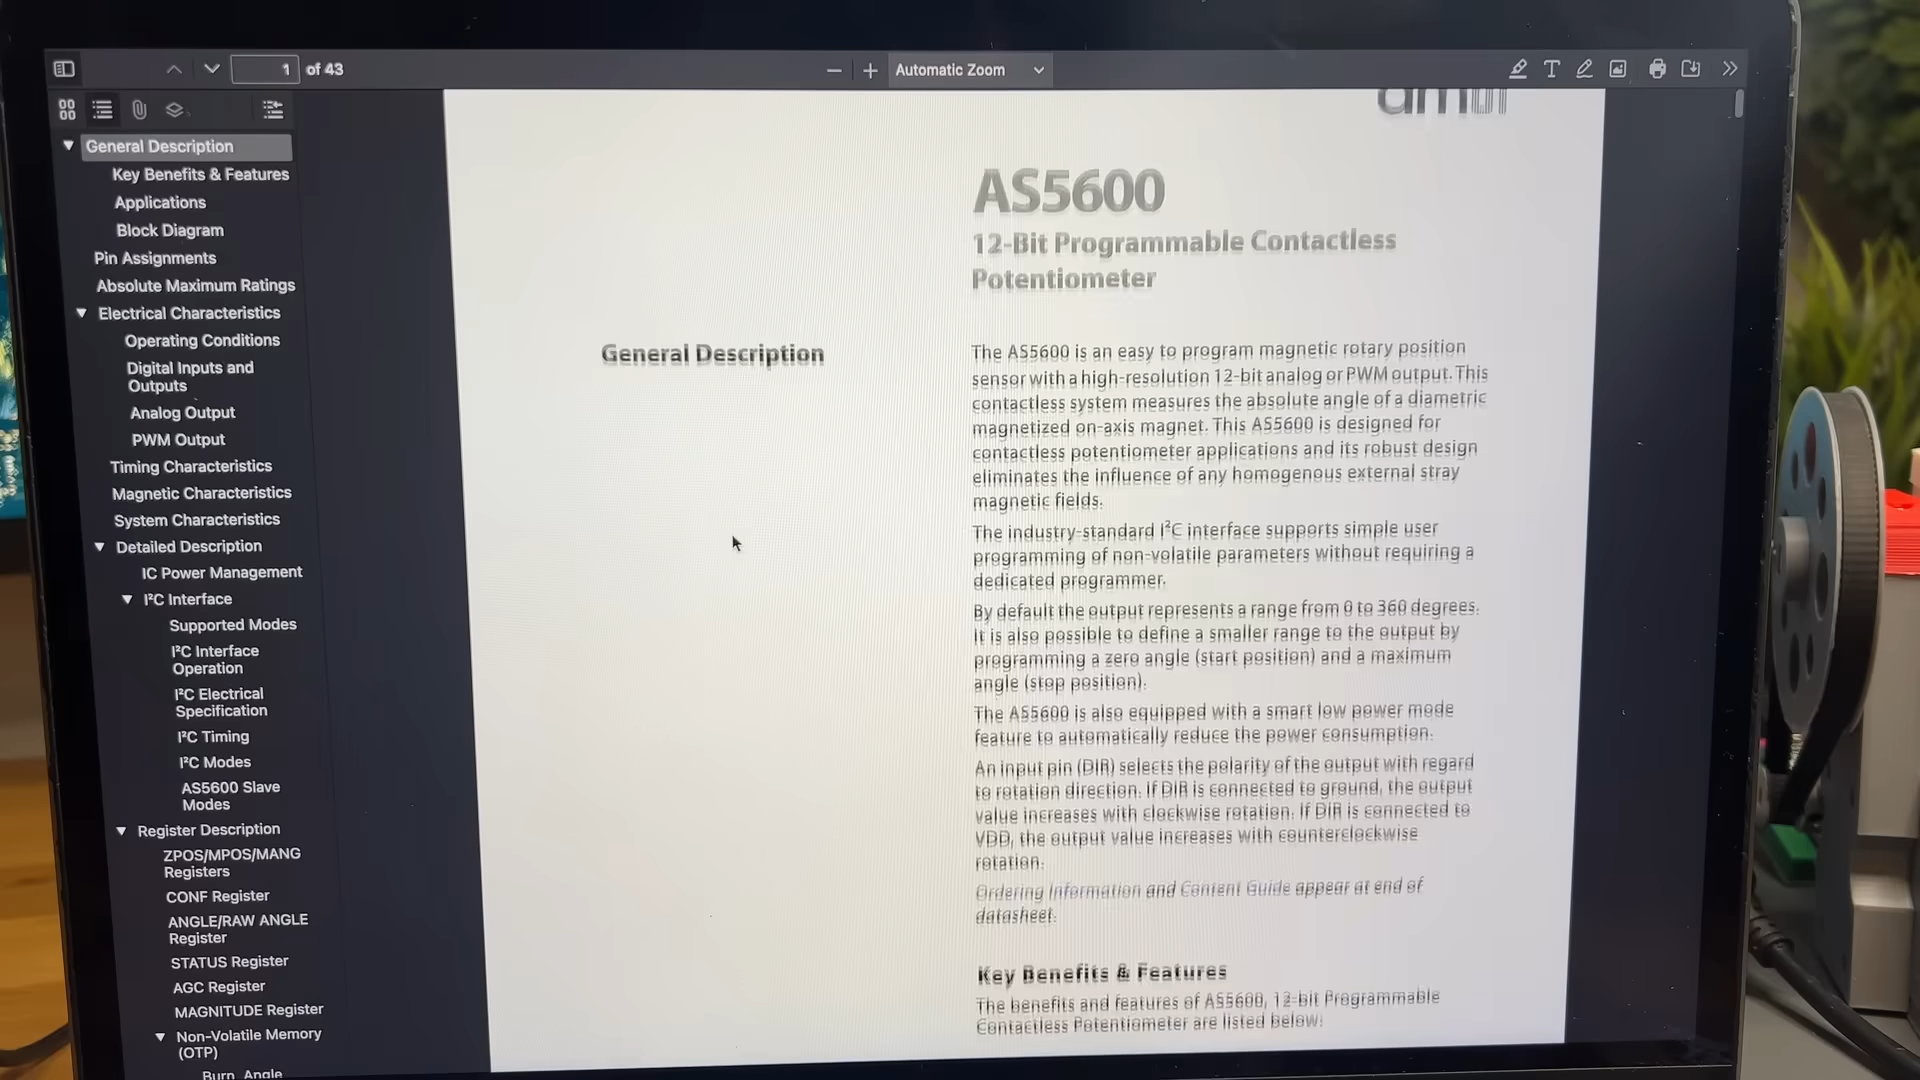 1 of 43
Automatic Zoom
General Description
Key Benefits & Features
Applications
Block Diagram
Pin Assignments
Absolute Maximum Ratings
Electrical Characteristics
Operating Conditions
Digital Inputs and
Outputs
Analog Output
PWM Output
Timing Characteristics
Magnetic Characteristics
System Characteristics
Detailed Description
IC Power Management
I²C Interface
Supported Modes
I²C Interface
Operation
I²C Electrical
Specification
I²C Timing
I²C Modes
AS5600 Slave
Modes
Register Description
ZPOS/MPOS/MANG
Registers
CONF Register
ANGLE/RAW ANGLE
Register
STATUS Register
AGC Register
MAGNITUDE Register
Non-Volatile Memory
(OTP)
Burn_Angle
AS5600
12-Bit Programmable Contactless
Potentiometer
General Description
The AS5600 is an easy to program magnetic rotary position
sensor with a high-resolution 12-bit analog or PWM output. This
contactless system measures the absolute angle of a diametric
magnetized on-axis magnet. This AS5600 is designed for
contactless potentiometer applications and its robust design
eliminates the influence of any homogenous external stray
magnetic fields.
The industry-standard I²C interface supports simple user
programming of non-volatile parameters without requiring a
dedicated programmer.
By default the output represents a range from 0 to 360 degrees.
It is also possible to define a smaller range to the output by
programming a zero angle (start position) and a maximum
angle (stop position).
The AS5600 is also equipped with a smart low power mode
feature to automatically reduce the power consumption.
An input pin (DIR) selects the polarity of the output with regard
to rotation direction. If DIR is connected to ground, the output
value increases with clockwise rotation. If DIR is connected to
VDD, the output value increases with counterclockwise
rotation.
Ordering Information and Content Guide appear at end of
datasheet.
Key Benefits & Features
The benefits and features of AS5600, 12-bit Programmable
Contactless Potentiometer are listed below: